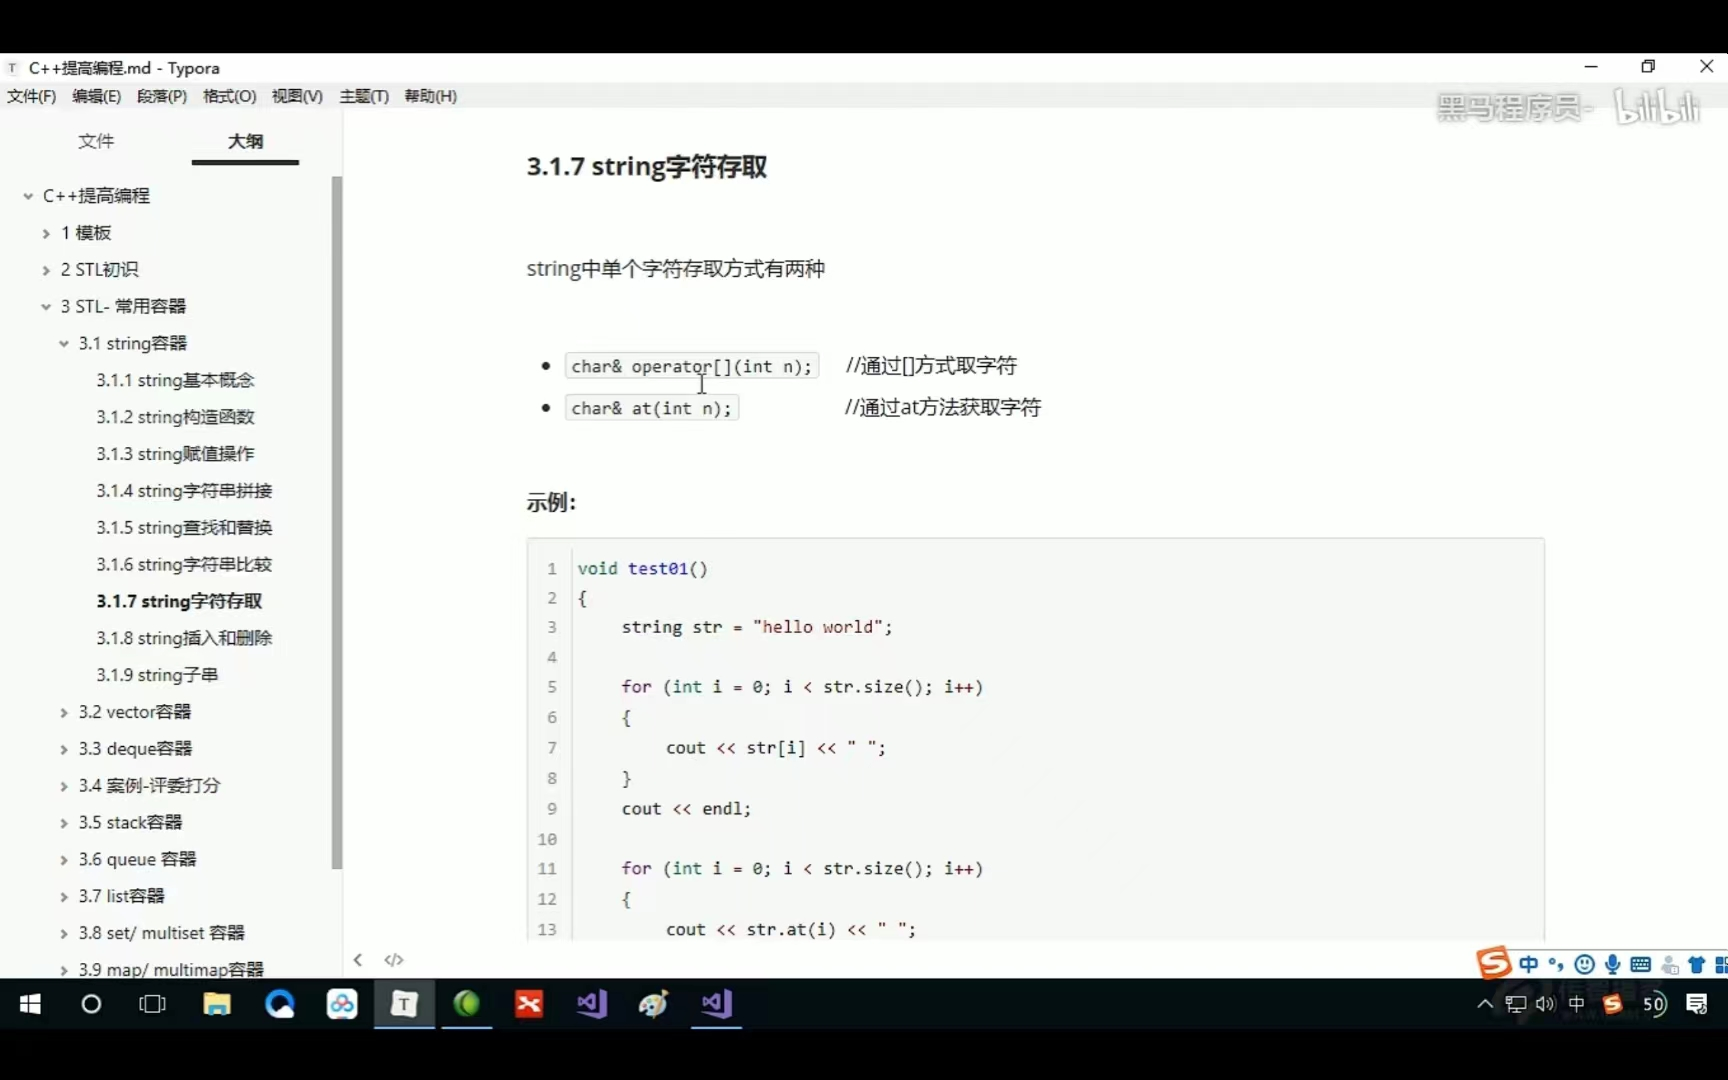 C++提高编程.md - Typora
文件(F) 编辑(E) 段落(P) 格式(O) 视图(V) 主题(T) 帮助(H)
黑马程序员- bilibili
文件 大纲
C++提高编程
1 模板
2 STL初识
3 STL- 常用容器
3.1 string容器
3.1.1 string基本概念
3.1.2 string构造函数
3.1.3 string赋值操作
3.1.4 string字符串拼接
3.1.5 string查找和替换
3.1.6 string字符串比较
3.1.7 string字符存取
3.1.8 string插入和删除
3.1.9 string子串
3.2 vector容器
3.3 deque容器
3.4 案例-评委打分
3.5 stack容器
3.6 queue 容器
3.7 list容器
3.8 set/ multiset 容器
3.9 map/ multimap容器
3.1.7 string字符存取
string中单个字符存取方式有两种
char& operator[](int n); //通过[]方式取字符
char& at(int n); //通过at方法获取字符
示例:
1 void test01()
2 {
3 string str = "hello world";
4
5 for (int i = 0; i < str.size(); i++)
6 {
7 cout << str[i] << " ";
8 }
9 cout << endl;
10
11 for (int i = 0; i < str.size(); i++)
12 {
13 cout << str.at(i) << " ";
中
中 50